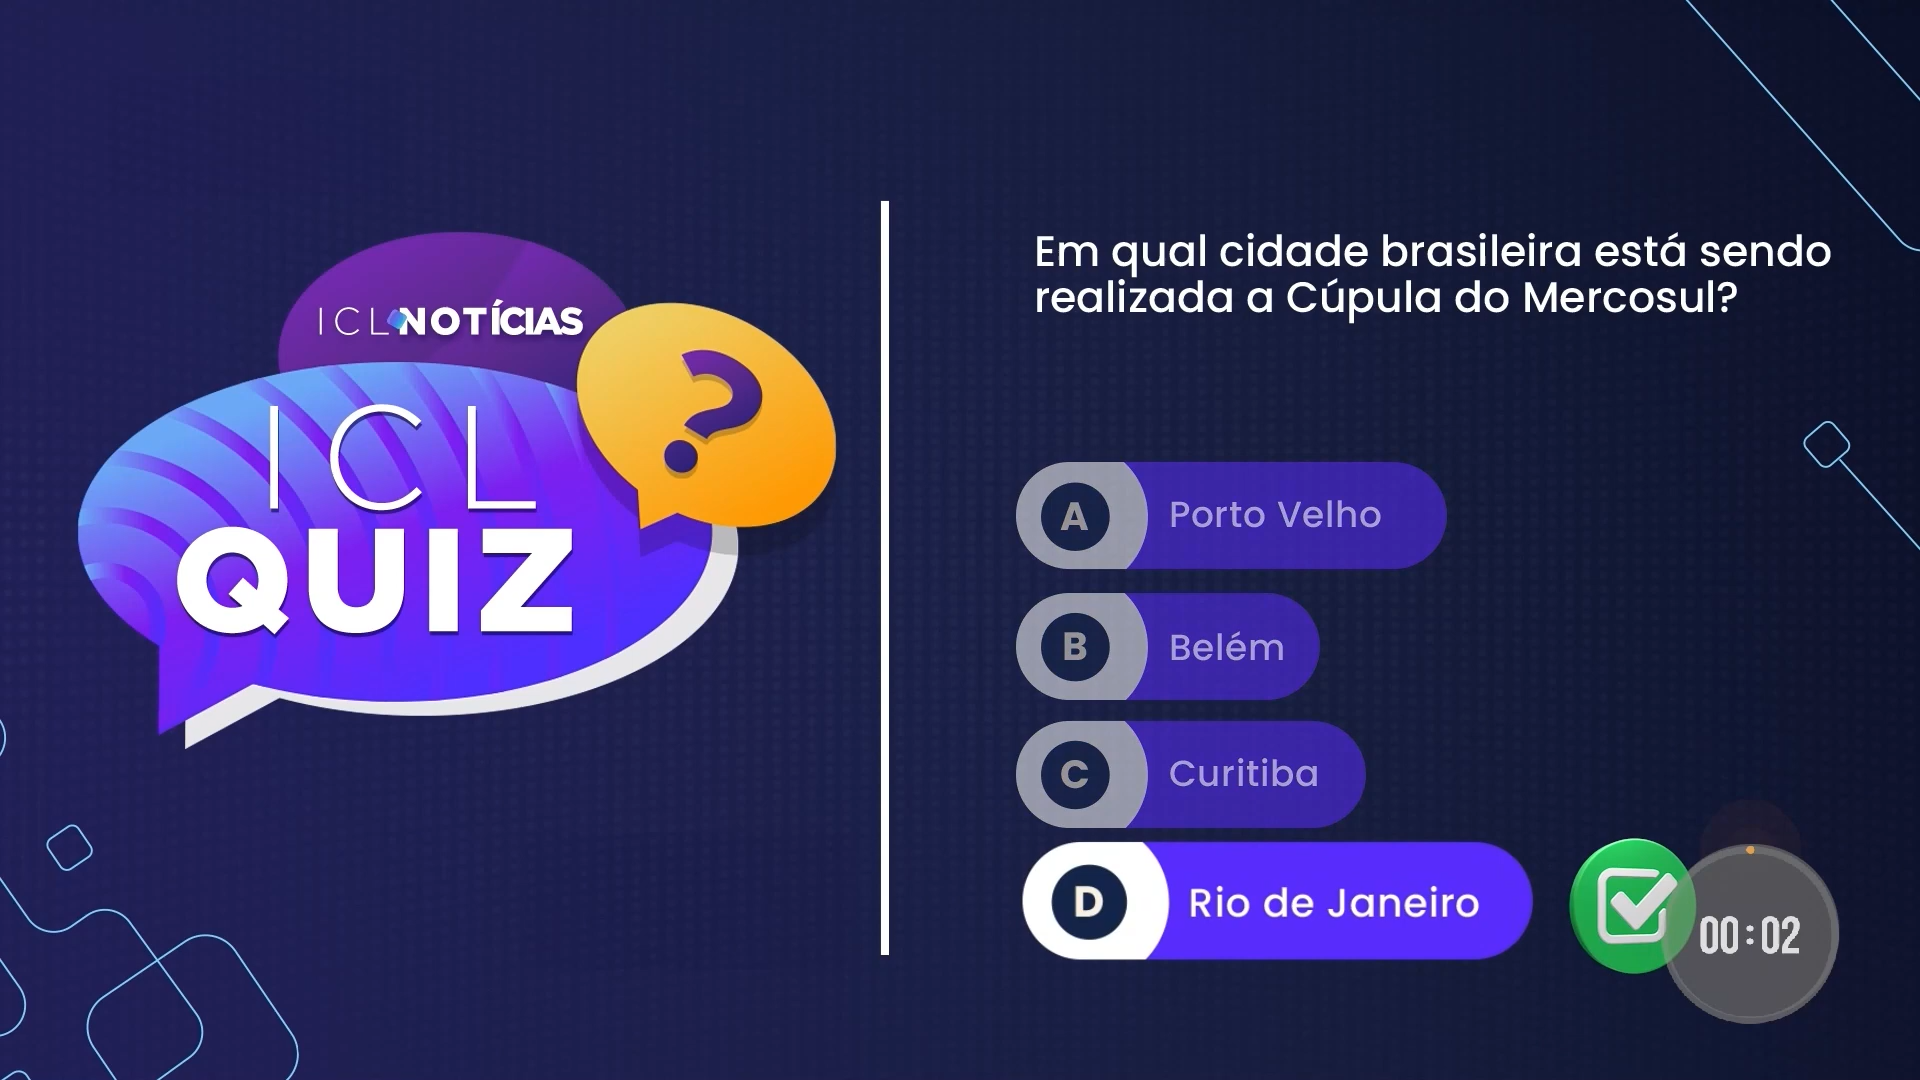 ICL NOTÍCIAS
ICL
QUIZ
?
Em qual cidade brasileira está sendo
realizada a Cúpula do Mercosul?
A Porto Velho
B Belém
C Curitiba
D Rio de Janeiro
00:02